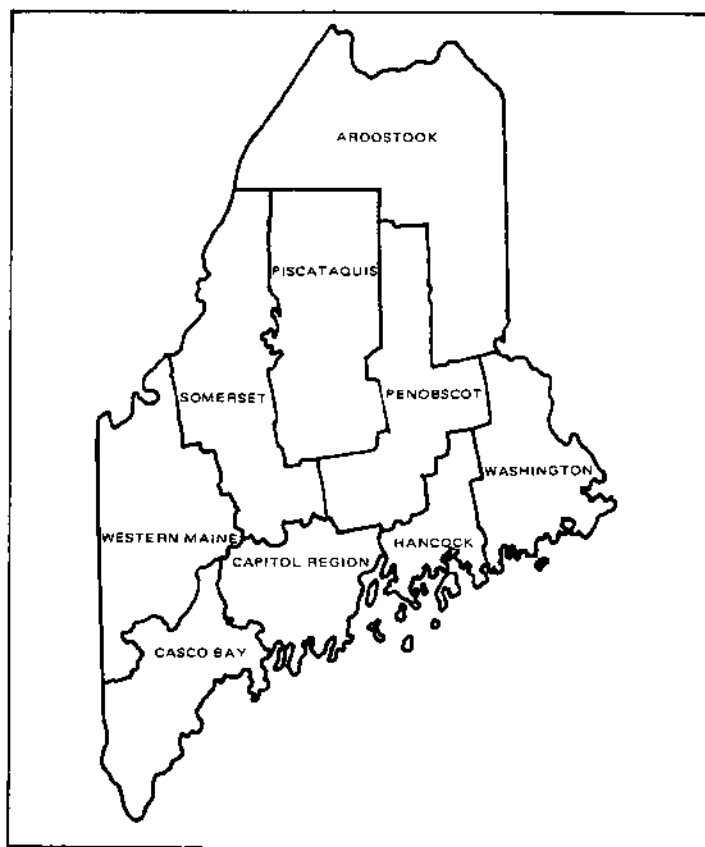 AROOSTOOK
PISCATAQUIS
SOMERSET
PENOBSCOT
WASHINGTON
WESTERN MAINE
HANCOCK
CAPITOL REGION
CASCO BAY